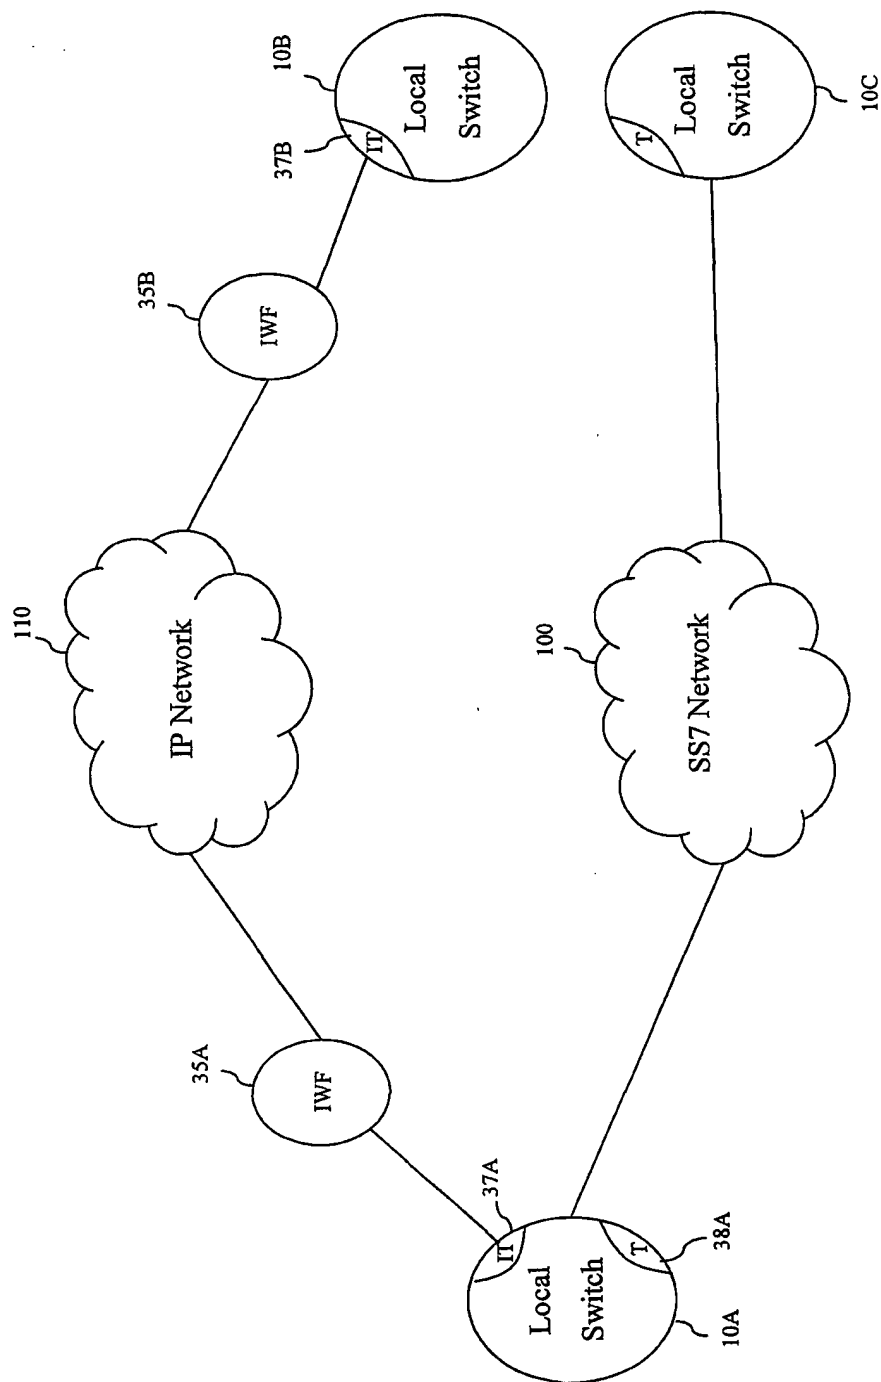 110
IP Network
35A
IWF
35B
IWF
10B
37B
IT
Local
Switch
37A
IT
Local
Switch
T
38A
10A
100
SS7 Network
T
Local
Switch
10C